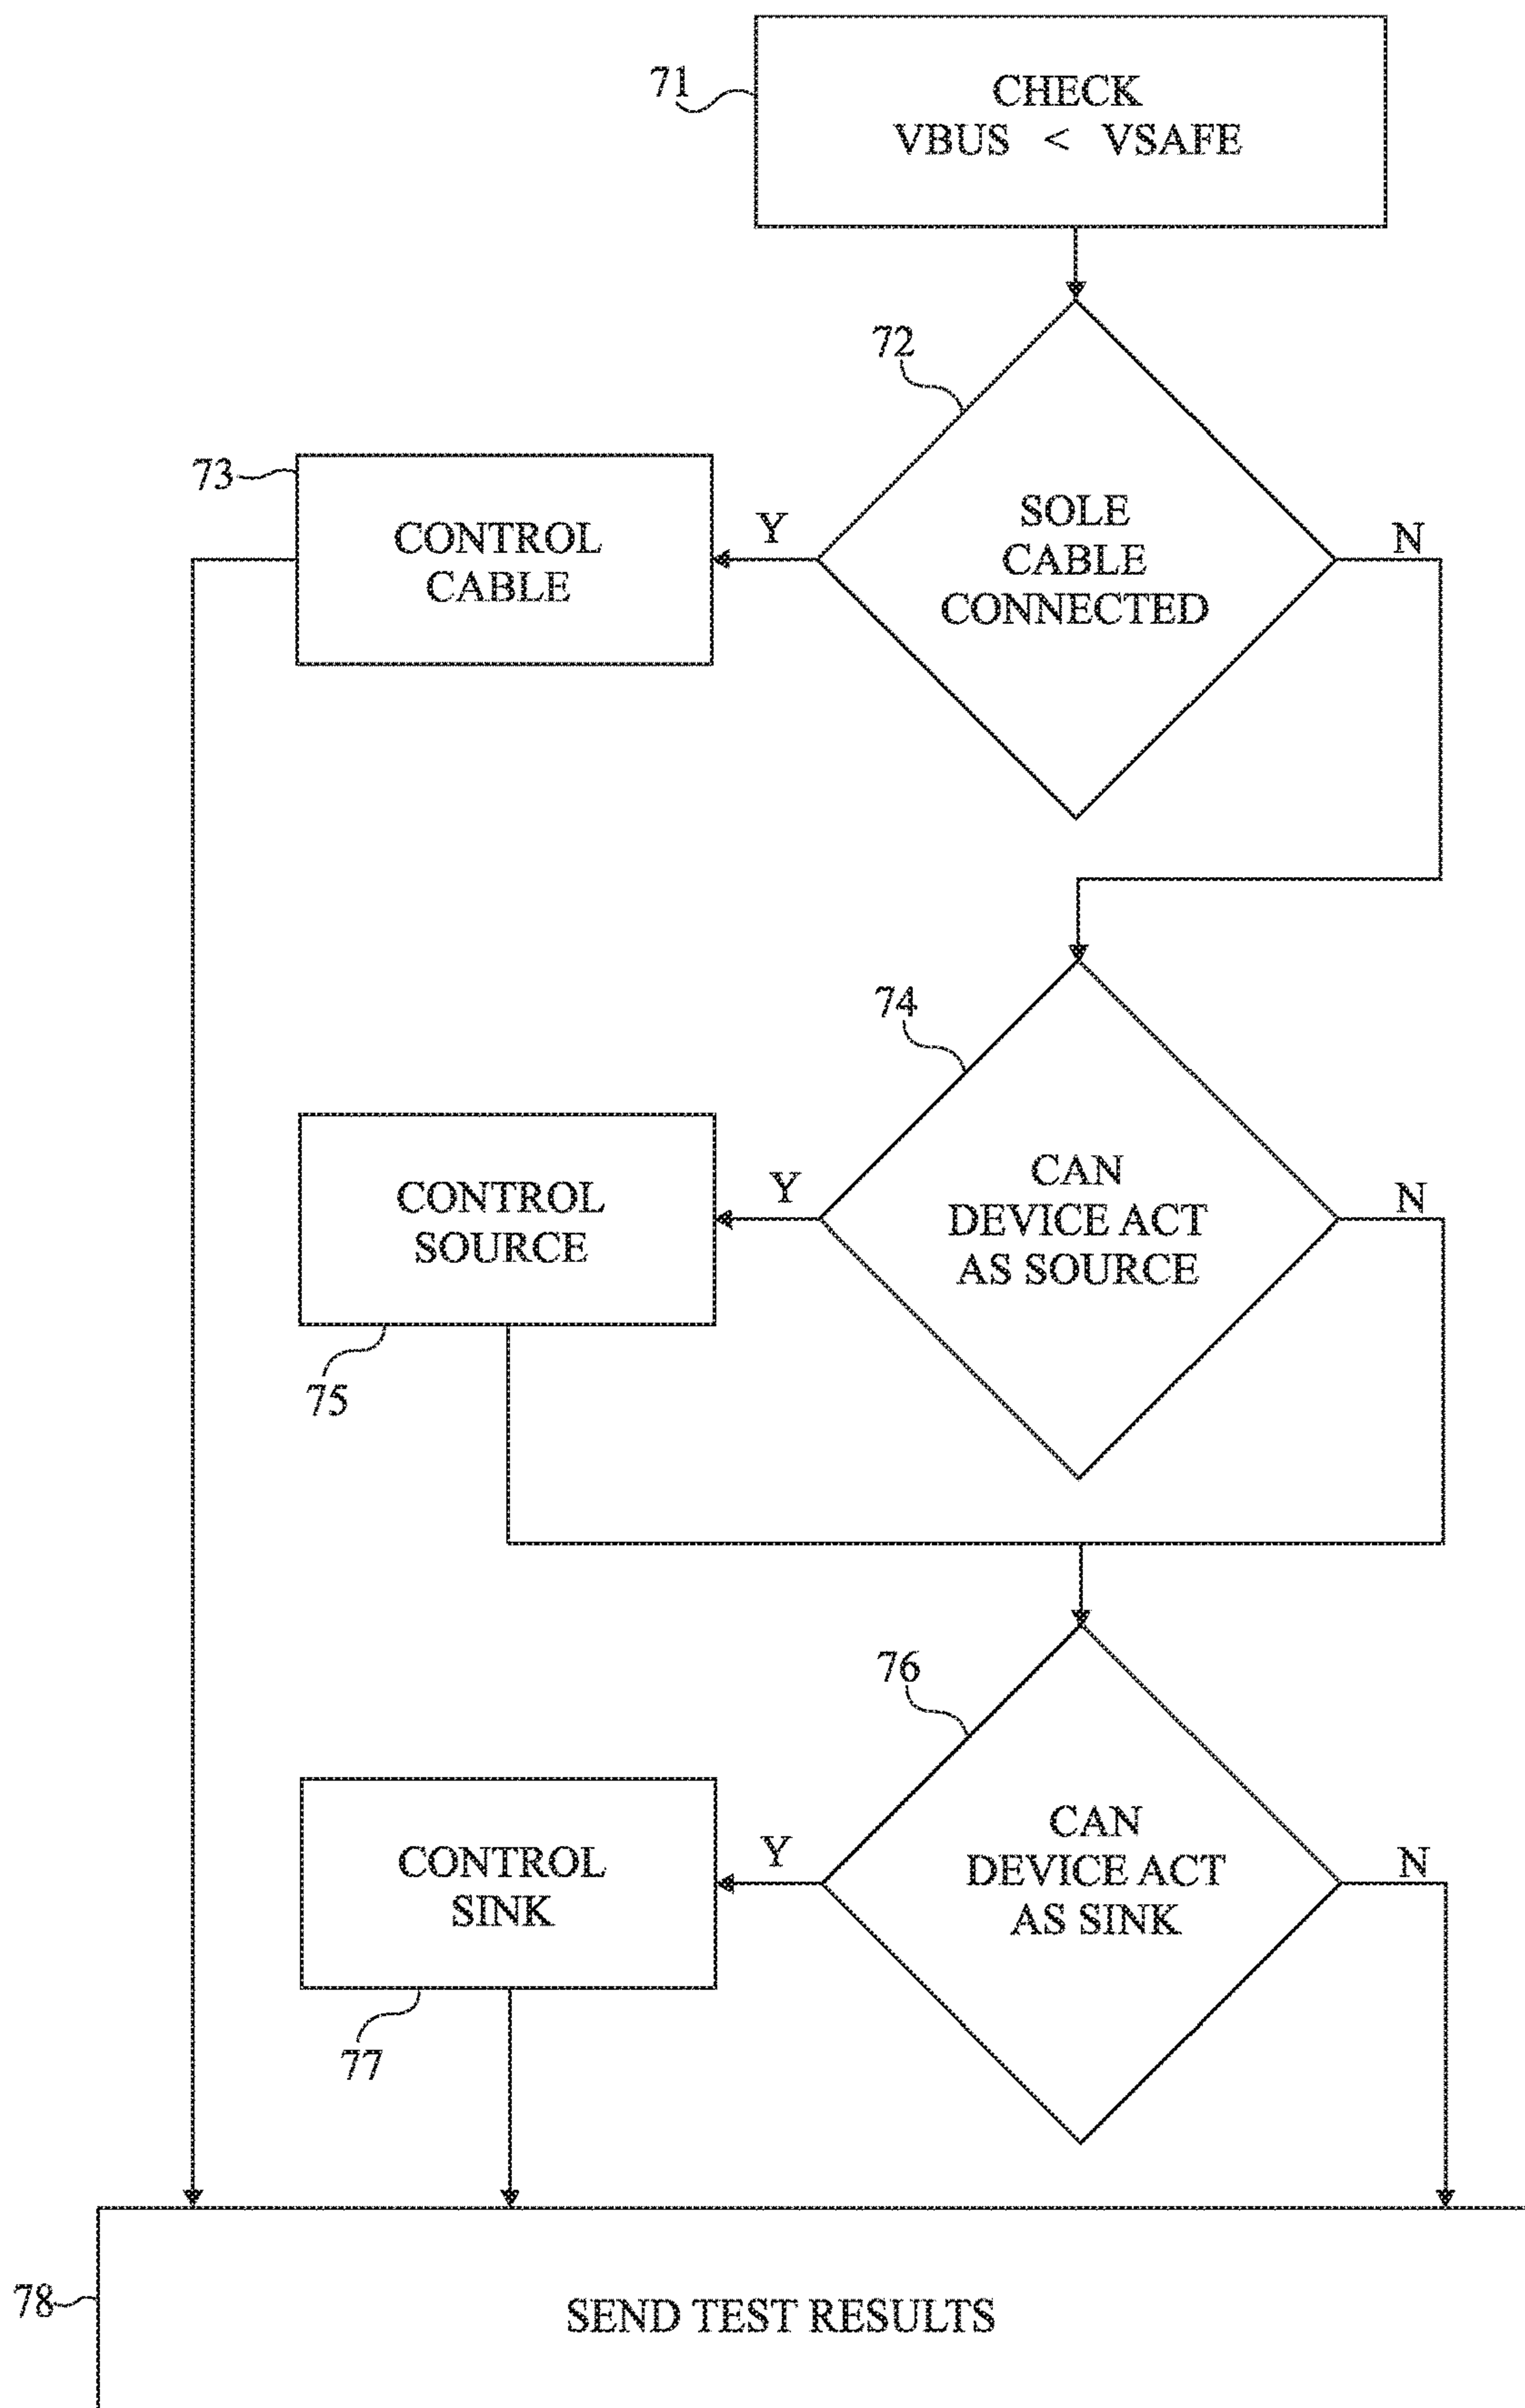 71
CHECK
VBUS < VSAFE
72
73
CONTROL
CABLE
Y
SOLE
CABLE
CONNECTED
N
74
CONTROL
SOURCE
75
Y
CAN
DEVICE ACT
AS SOURCE
N
76
CONTROL
SINK
77
Y
CAN
DEVICE ACT
AS SINK
N
78
SEND TEST RESULTS